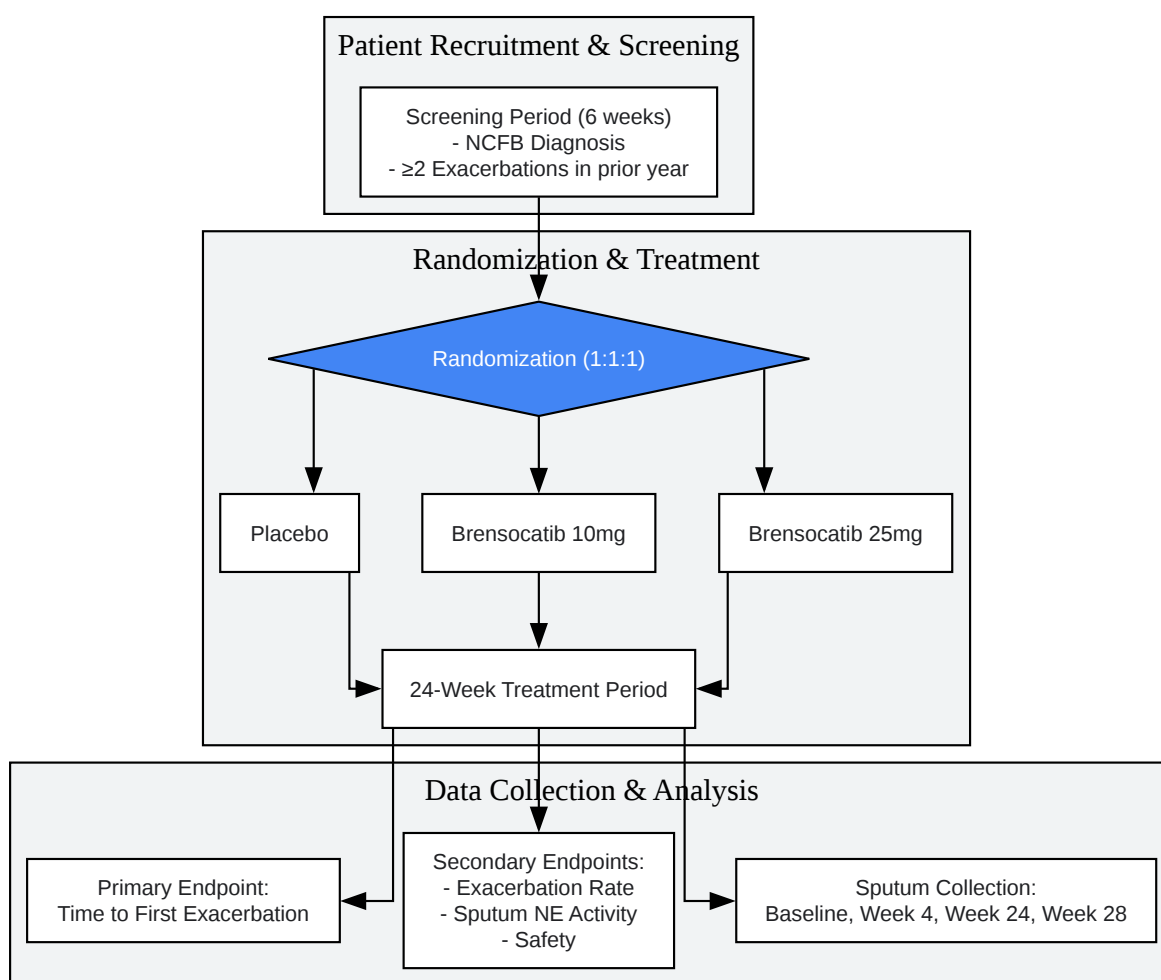 Patient Recruitment & Screening
Screening Period (6 weeks)
- NCFB Diagnosis
- ≥2 Exacerbations in prior year
Randomization & Treatment
Randomization (1:1:1)
Placebo
Brensocatib 10mg
Brensocatib 25mg
24-Week Treatment Period
Data Collection & Analysis
Primary Endpoint:
Time to First Exacerbation
Secondary Endpoints:
- Exacerbation Rate
- Sputum NE Activity
- Safety
Sputum Collection:
Baseline, Week 4, Week 24, Week 28